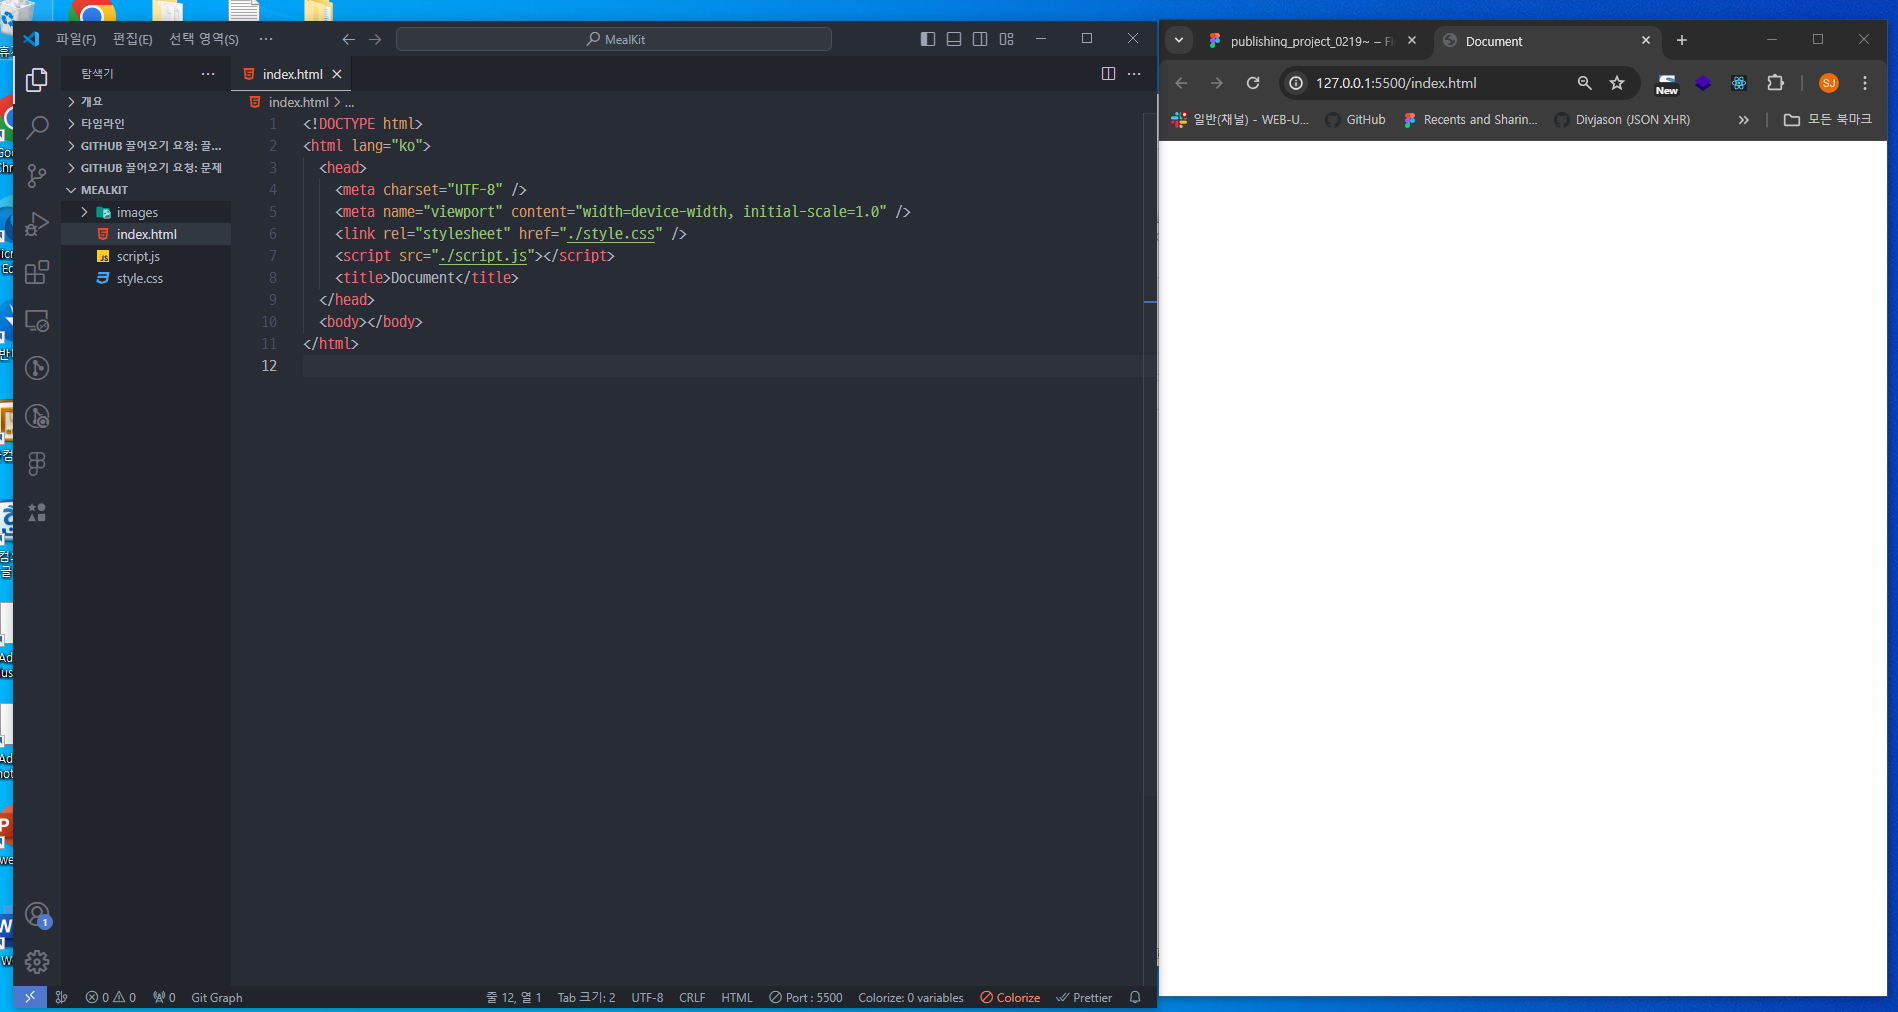 파일(F) 편집(E) 선택 영역(S) ···
MealKit
탐색기 ···
개요
타임라인
GITHUB 끌어오기 요청: 끌...
GITHUB 끌어오기 요청: 문제
MEALKIT
images
index.html
script.js
style.css
index.html
index.html > ...
1 <!DOCTYPE html>
2 <html lang="ko">
3 <head>
4 <meta charset="UTF-8" />
5 <meta name="viewport" content="width=device-width, initial-scale=1.0" />
6 <link rel="stylesheet" href="./style.css" />
7 <script src="./script.js"></script>
8 <title>Document</title>
9 </head>
10 <body></body>
11 </html>
12
1
0 0 0 Git Graph 줄 12, 열 1 Tab 크기: 2 UTF-8 CRLF HTML Port : 5500 Colorize: 0 variables Colorize Prettier
publishing_project_0219~ – Fi
Document
127.0.0.1:5500/index.html
New
SJ
일반(채널) - WEB-U... GitHub Recents and Sharin... Divjason (JSON XHR) » 모든 북마크